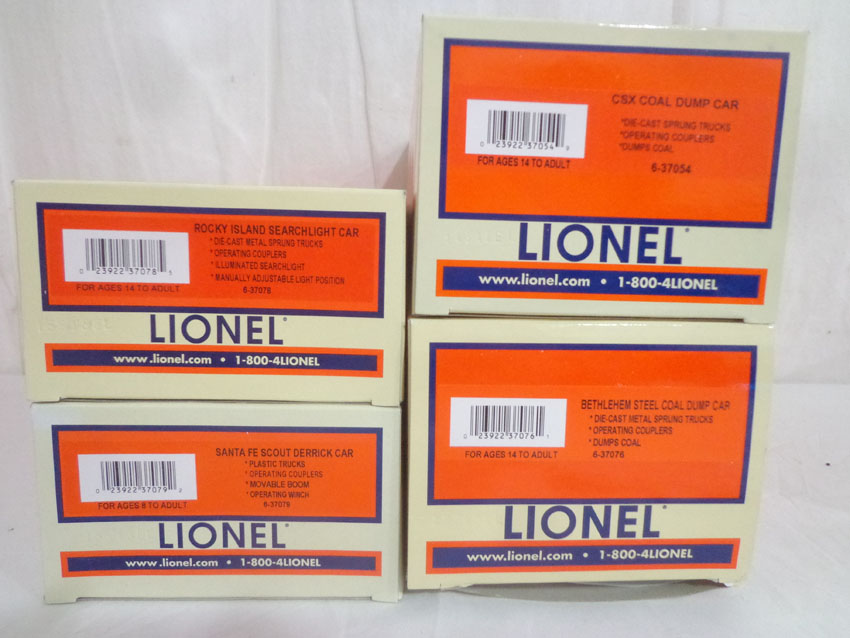 CSX COAL DUMP CAR
*DIE-CAST SPRUNG TRUCKS
*OPERATING COUPLERS
*DUMPS COAL
6-37054
0 23922 37054 9
FOR AGES 14 TO ADULT
LIONEL
www.lionel.com • 1-800-4LIONEL
ROCKY ISLAND SEARCHLIGHT CAR
* DIE-CAST METAL SPRUNG TRUCKS
* OPERATING COUPLERS
* ILLUMINATED SEARCHLIGHT
* MANUALLY ADJUSTABLE LIGHT POSITION
6-37078
0 23922 37078 5
FOR AGES 14 TO ADULT
LIONEL
www.lionel.com • 1-800-4LIONEL
BETHLEHEM STEEL COAL DUMP CAR
* DIE-CAST METAL SPRUNG TRUCKS
* OPERATING COUPLERS
* DUMPS COAL
6-37076
0 23922 37076 1
FOR AGES 14 TO ADULT
LIONEL
www.lionel.com • 1-800-4LIONEL
SANTA FE SCOUT DERRICK CAR
* PLASTIC TRUCKS
* OPERATING COUPLERS
* MOVABLE BOOM
* OPERATING WINCH
6-37079
0 23922 37079 2
FOR AGES 8 TO ADULT
LIONEL
www.lionel.com • 1-800-4LIONEL